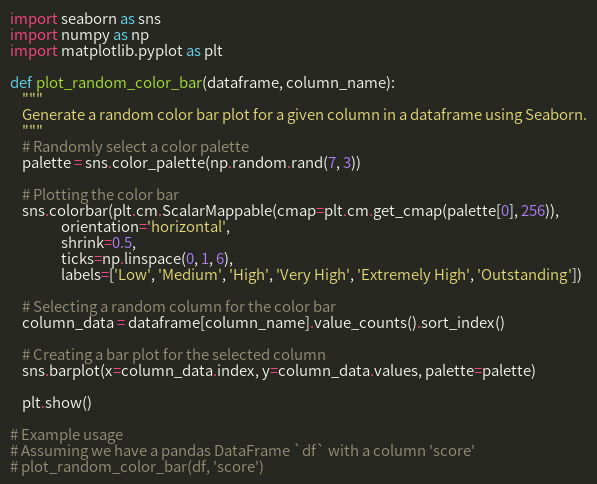 import seaborn as sns
import numpy as np
import matplotlib.pyplot as plt

def plot_random_color_bar(dataframe, column_name):
    """
    Generate a random color bar plot for a given column in a dataframe using Seaborn.
    """
    # Randomly select a color palette
    palette = sns.color_palette(np.random.rand(7, 3))

    # Plotting the color bar
    sns.colorbar(plt.cm.ScalarMappable(cmap=plt.cm.get_cmap(palette[0], 256)),
                 orientation='horizontal',
                 shrink=0.5,
                 ticks=np.linspace(0, 1, 6),
                 labels=['Low', 'Medium', 'High', 'Very High', 'Extremely High', 'Outstanding'])

    # Selecting a random column for the color bar
    column_data = dataframe[column_name].value_counts().sort_index()

    # Creating a bar plot for the selected column
    sns.barplot(x=column_data.index, y=column_data.values, palette=palette)

    plt.show()

# Example usage
# Assuming we have a pandas DataFrame `df` with a column 'score'
# plot_random_color_bar(df, 'score')